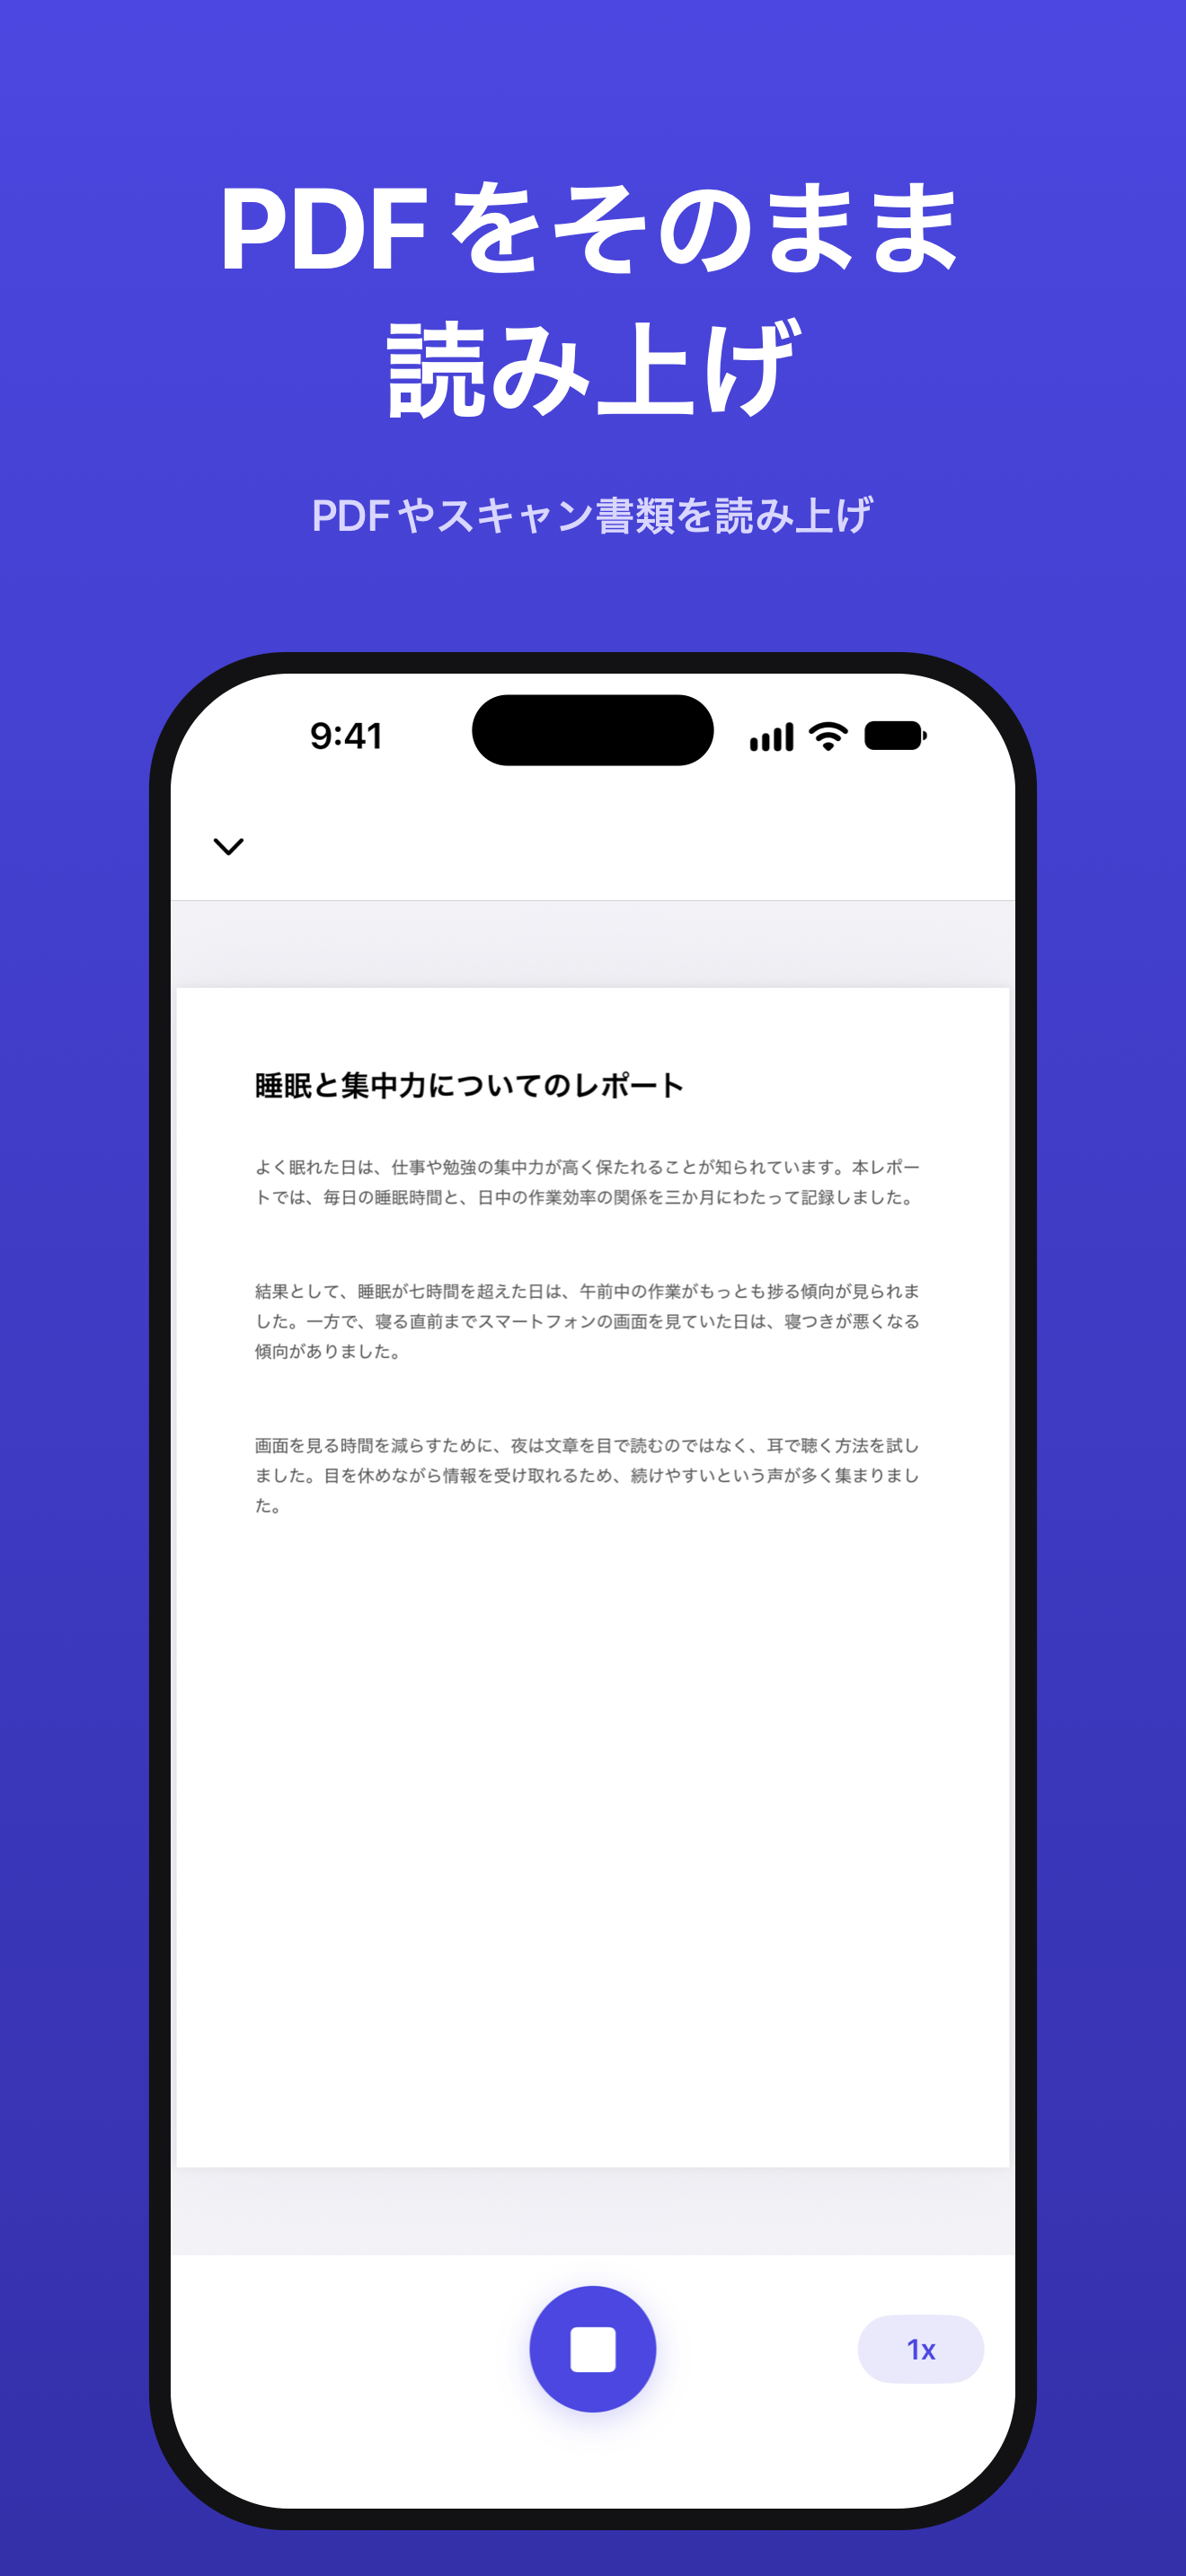 PDFをそのまま
読み上げ
PDFやスキャン書類を読み上げ
9:41
睡眠と集中力についてのレポート
よく眠れた日は、仕事や勉強の集中力が高く保たれることが知られています。本レポー
トでは、毎日の睡眠時間と、日中の作業効率の関係を三か月にわたって記録しました。
結果として、睡眠が七時間を超えた日は、午前中の作業がもっとも捗る傾向が見られま
した。一方で、寝る直前までスマートフォンの画面を見ていた日は、寝つきが悪くなる
傾向がありました。
画面を見る時間を減らすために、夜は文章を目で読むのではなく、耳で聴く方法を試し
ました。目を休めながら情報を受け取れるため、続けやすいという声が多く集まりまし
た。
1x